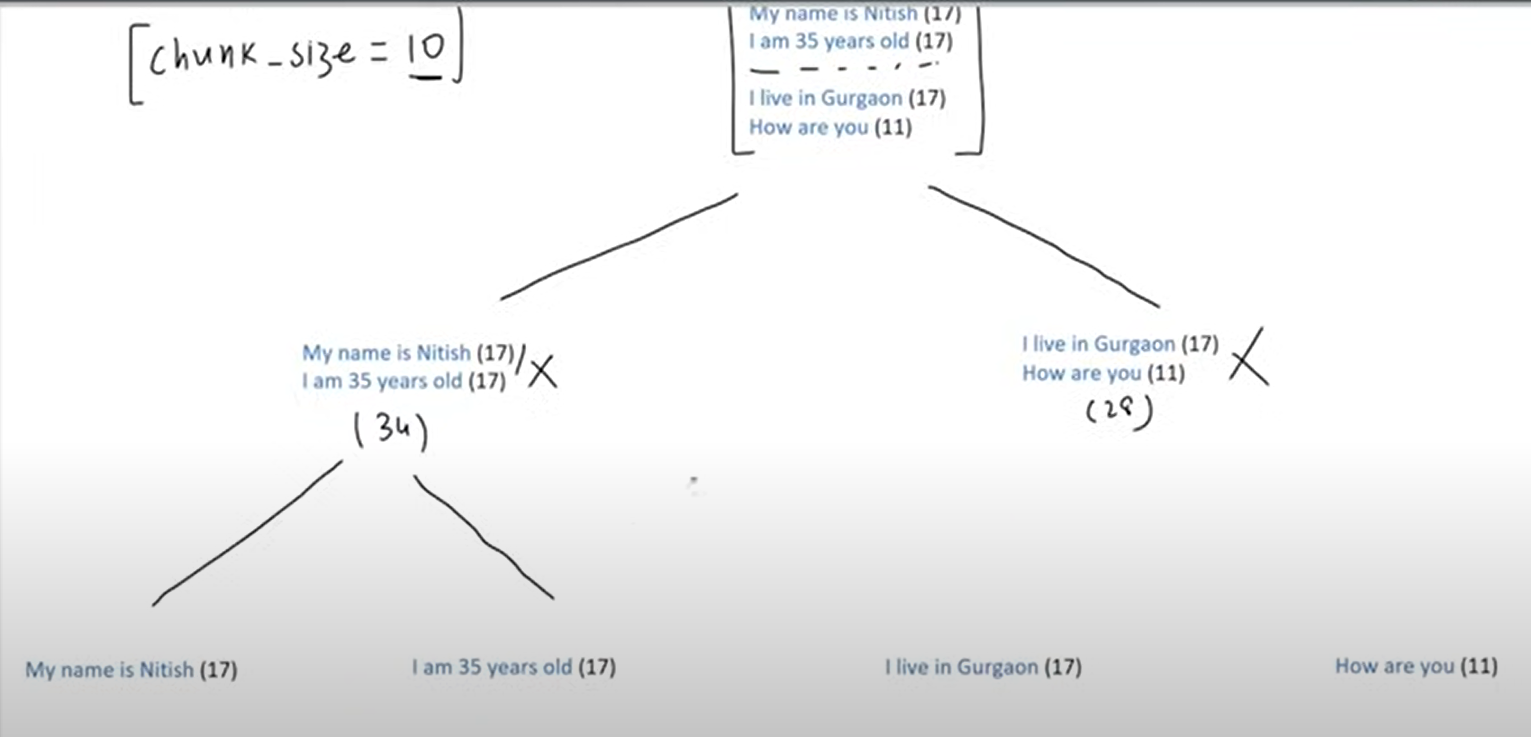 [chunk_size = 10]
My name is Nitish (17)
I am 35 years old (17)
I live in Gurgaon (17)
How are you (11)
My name is Nitish (17)
I am 35 years old (17)
(34)
I live in Gurgaon (17)
How are you (11)
(28)
My name is Nitish (17)
I am 35 years old (17)
I live in Gurgaon (17)
How are you (11)